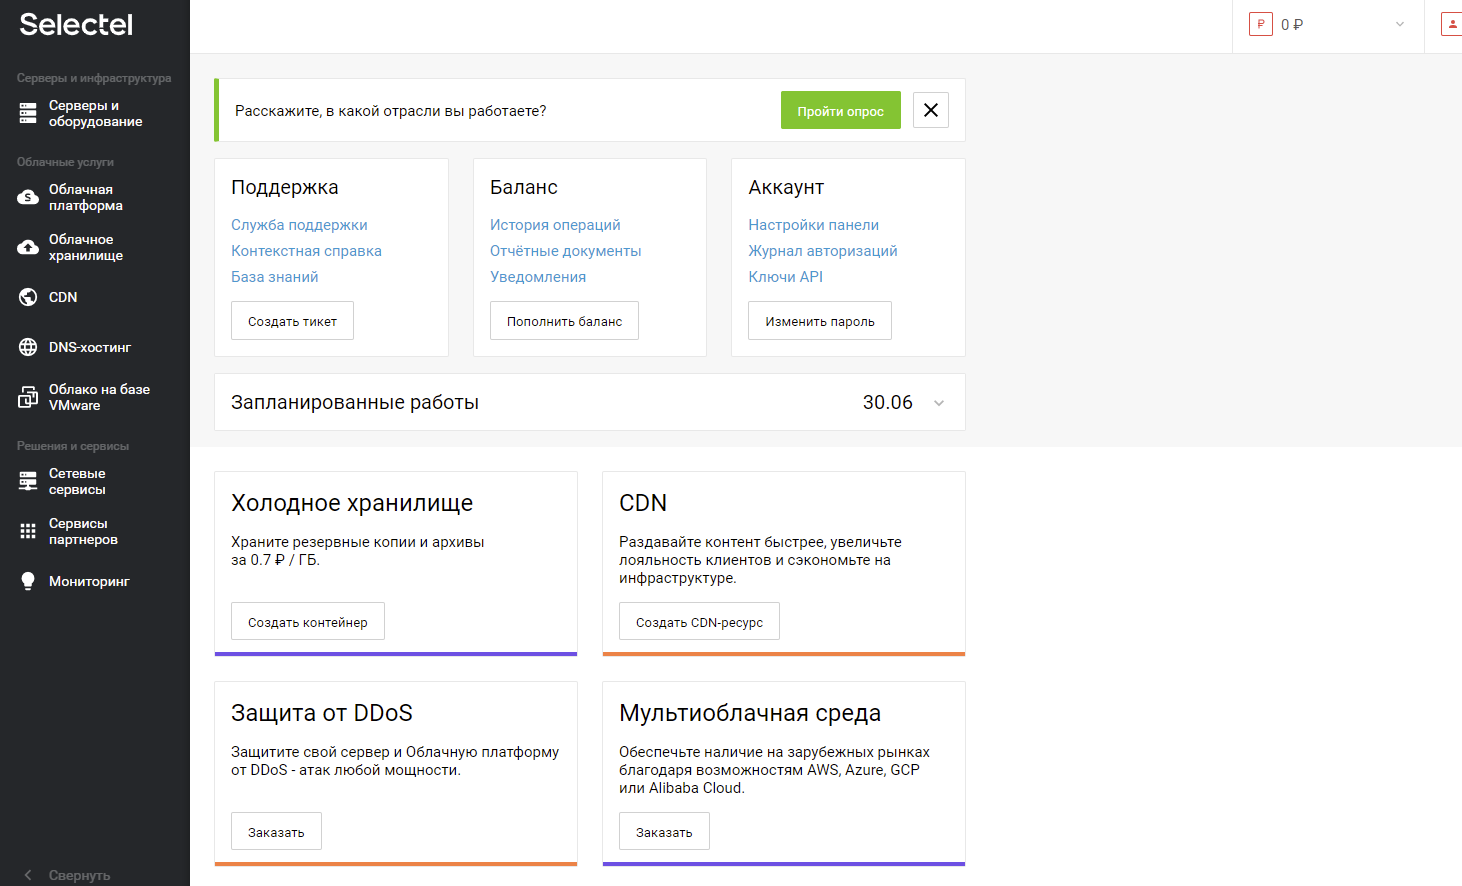 Selectel
₽ 0 ₽
Серверы и инфраструктура
Серверы и
оборудование
Облачные услуги
Облачная
платформа
Облачное
хранилище
CDN
DNS-хостинг
Облако на базе
VMware
Решения и сервисы
Сетевые
сервисы
Сервисы
партнеров
Мониторинг
Свернуть
Расскажите, в какой отрасли вы работаете?
Пройти опрос
Поддержка
Служба поддержки
Контекстная справка
База знаний
Создать тикет
Баланс
История операций
Отчётные документы
Уведомления
Пополнить баланс
Аккаунт
Настройки панели
Журнал авторизаций
Ключи API
Изменить пароль
Запланированные работы 30.06
Холодное хранилище
Храните резервные копии и архивы
за 0.7 ₽ / ГБ.
Создать контейнер
CDN
Раздавайте контент быстрее, увеличьте
лояльность клиентов и сэкономьте на
инфраструктуре.
Создать CDN-ресурс
Защита от DDoS
Защитите свой сервер и Облачную платформу
от DDoS - атак любой мощности.
Заказать
Мультиоблачная среда
Обеспечьте наличие на зарубежных рынках
благодаря возможностям AWS, Azure, GCP
или Alibaba Cloud.
Заказать